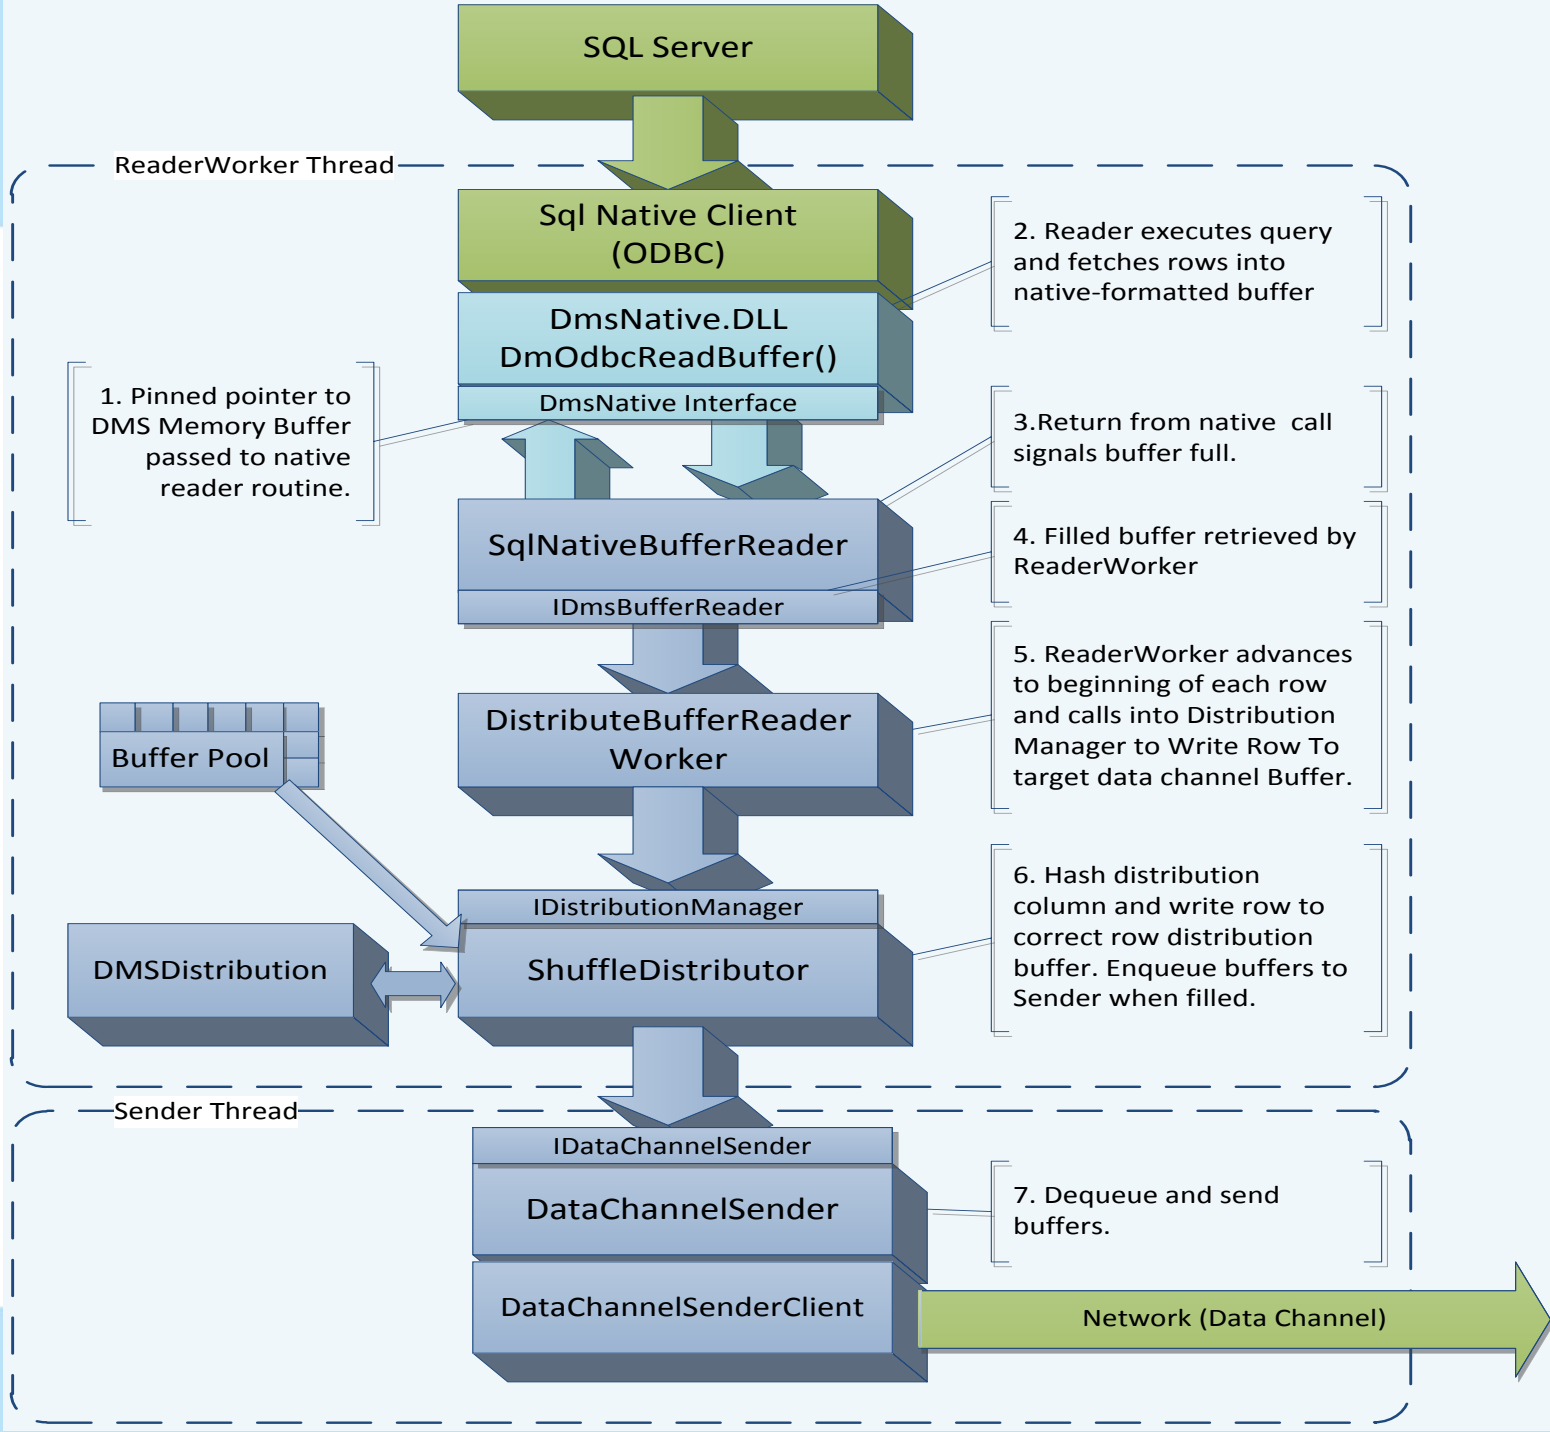 SQL Server
ReaderWorker Thread
Sql Native Client
(ODBC)
2. Reader executes query
and fetches rows into
native-formatted buffer
DmsNative.DLL
DmOdbcReadBuffer()
DmsNative Interface
1. Pinned pointer to
DMS Memory Buffer
passed to native
reader routine.
3.Return from native  call
signals buffer full.
SqlNativeBufferReader
IDmsBufferReader
4. Filled buffer retrieved by
ReaderWorker
5. ReaderWorker advances
to beginning of each row
and calls into Distribution
Manager to Write Row To
target data channel Buffer.
DistributeBufferReader
Worker
Buffer Pool
IDistributionManager
ShuffleDistributor
DMSDistribution
6. Hash distribution
column and write row to
correct row distribution
buffer. Enqueue buffers to
Sender when filled.
Sender Thread
IDataChannelSender
DataChannelSender
7. Dequeue and send
buffers.
DataChannelSenderClient
Network (Data Channel)